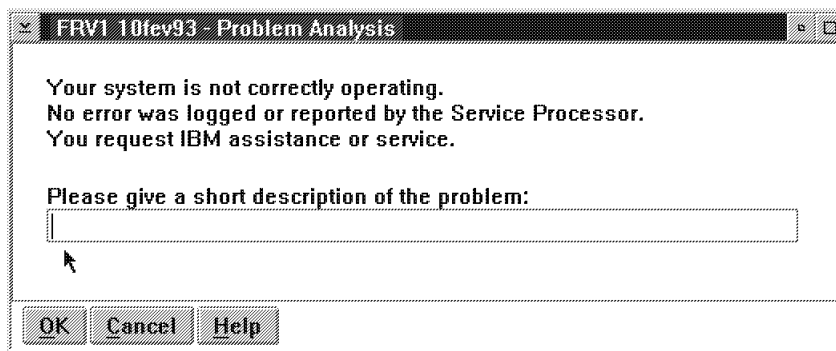 FRV1 10fev93 - Problem Analysis
Your system is not correctly operating.
No error was logged or reported by the Service Processor.
You request IBM assistance or service.
Please give a short description of the problem:
OK Cancel Help